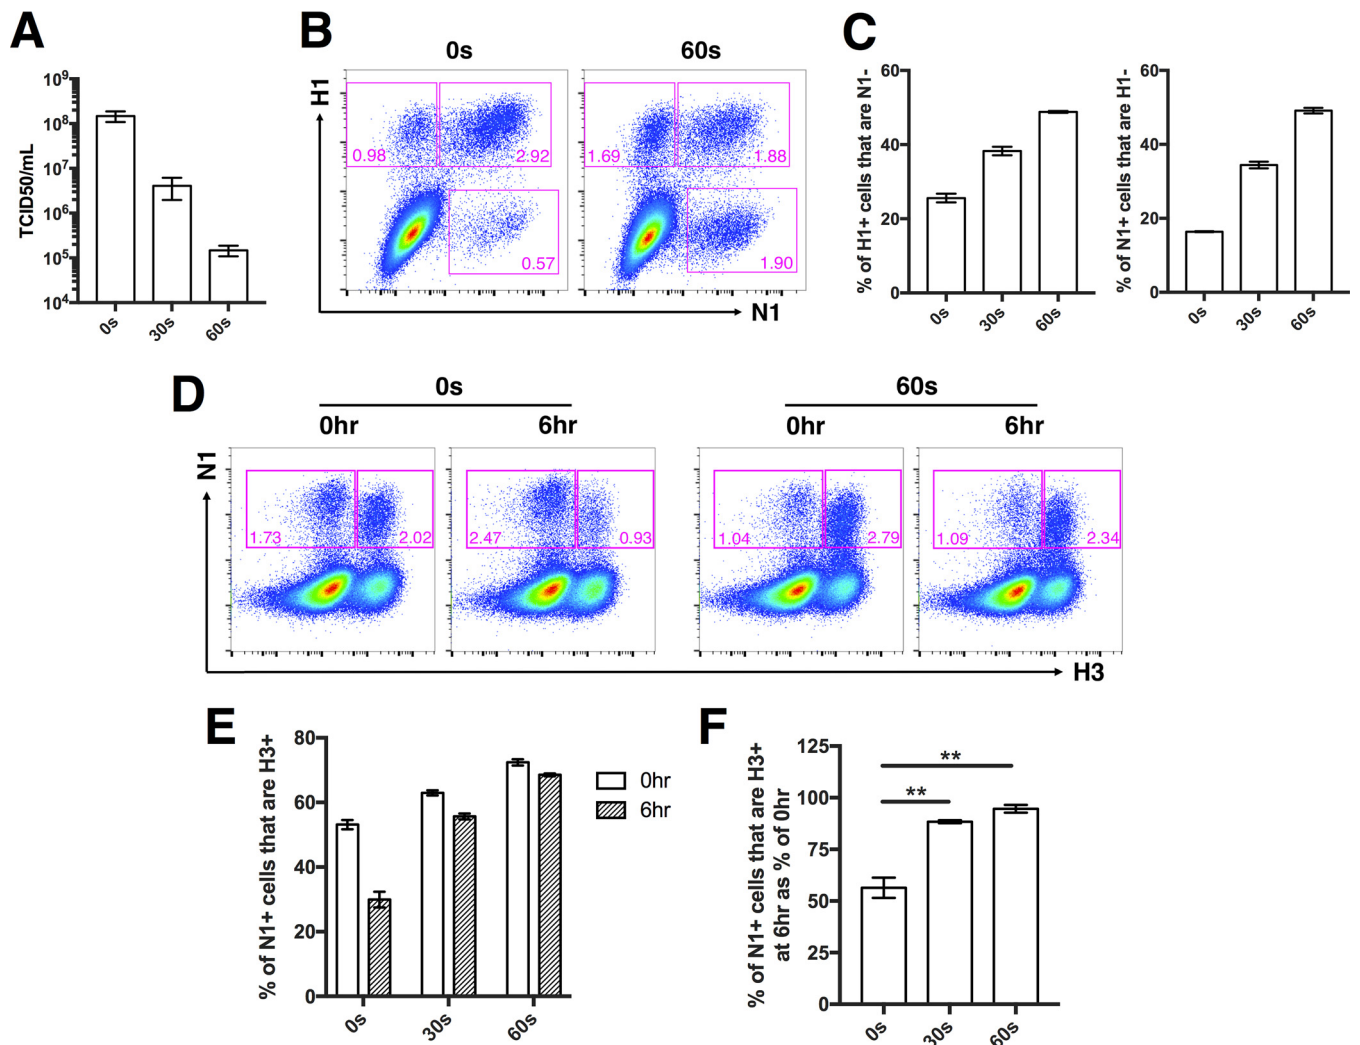 A
TCID50/mL
10⁹
10⁸
10⁷
10⁶
10⁵
10⁴
0s
30s
60s
B
0s
60s
H1
0.98
2.92
0.57
1.69
1.88
1.90
N1
C
% of H1+ cells that are N1-
60
40
20
0
0s
30s
60s
% of N1+ cells that are H1-
60
40
20
0
0s
30s
60s
D
0s
60s
0hr
6hr
0hr
6hr
N1
1.73
2.02
2.47
0.93
1.04
2.79
1.09
2.34
H3
E
% of N1+ cells that are H3+
80
60
40
20
0
0s
30s
60s
0hr
6hr
F
% of N1+ cells that are H3+
at 6hr as % of 0hr
125
100
75
50
25
0
**
**
0s
30s
60s